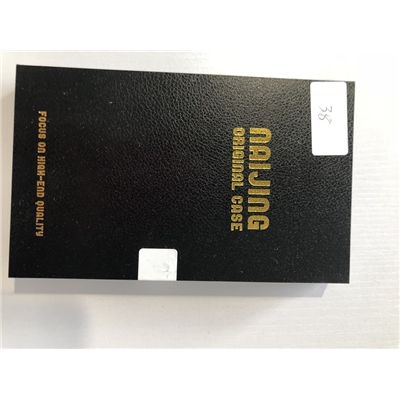 NAIJING
ORIGINAL CASE
FOCUS ON HIGH-END QUALITY
38